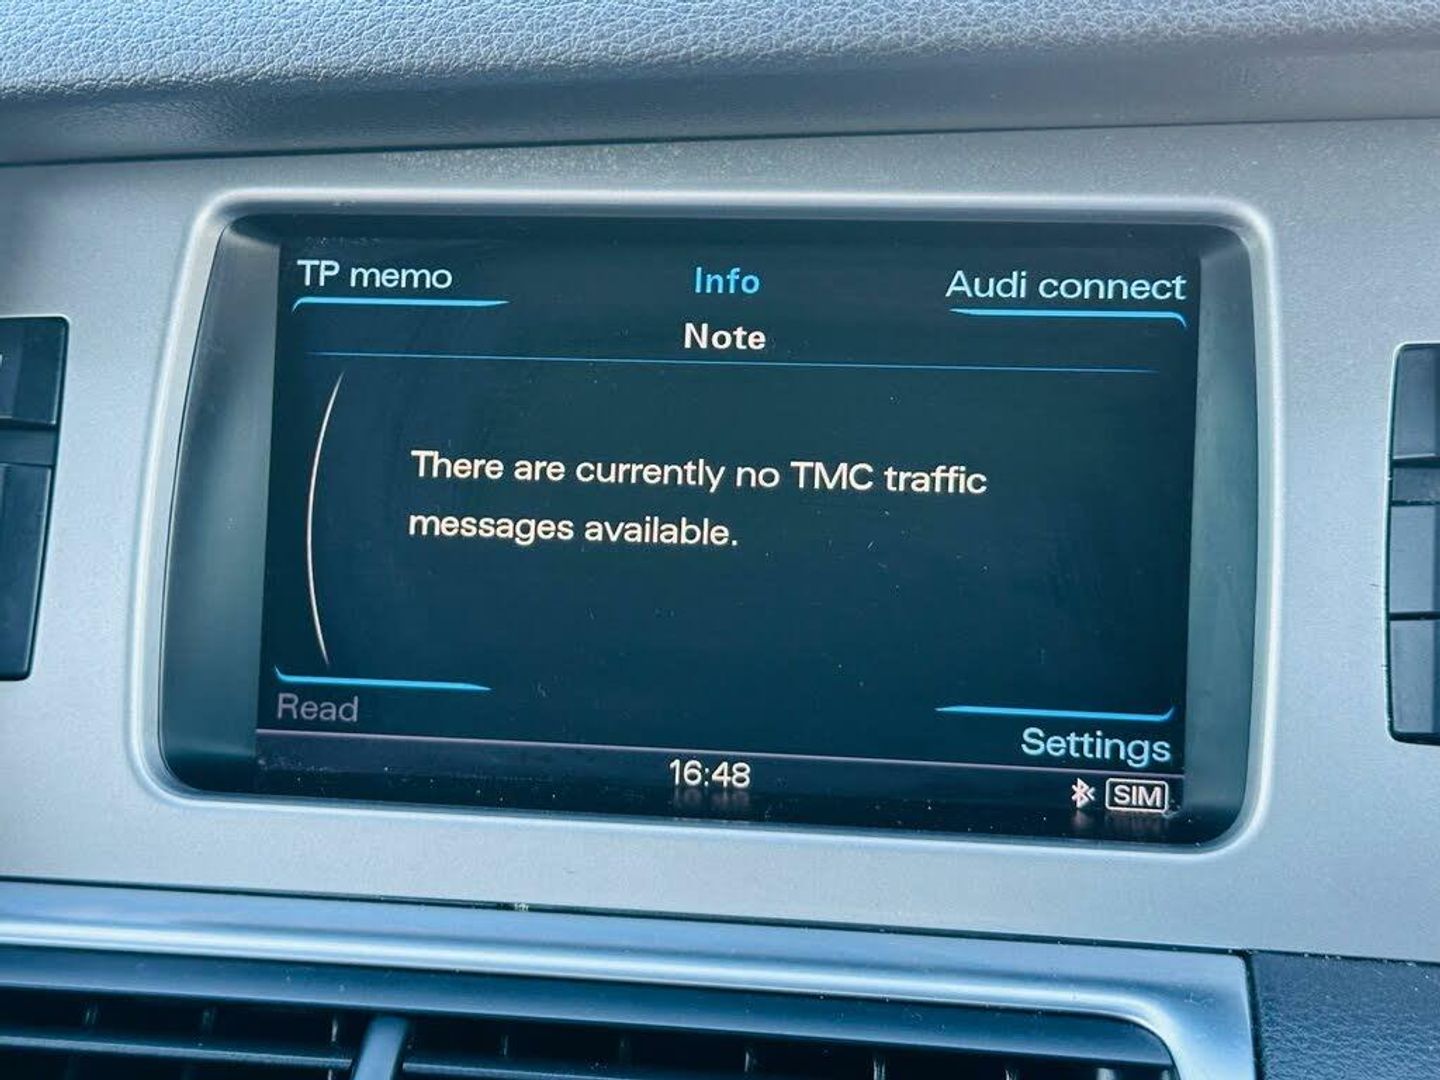 TP memo
Info
Audi connect
Note
There are currently no TMC traffic
messages available.
Read
Settings
16:48
SIM